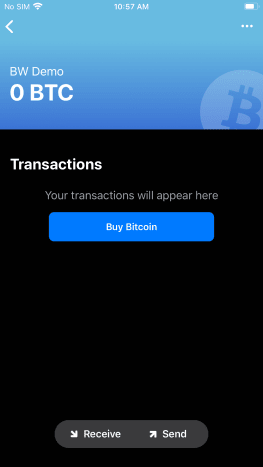 No SIM 10:57 AM
BW Demo
0 BTC
Transactions
Your transactions will appear here
Buy Bitcoin
Receive Send